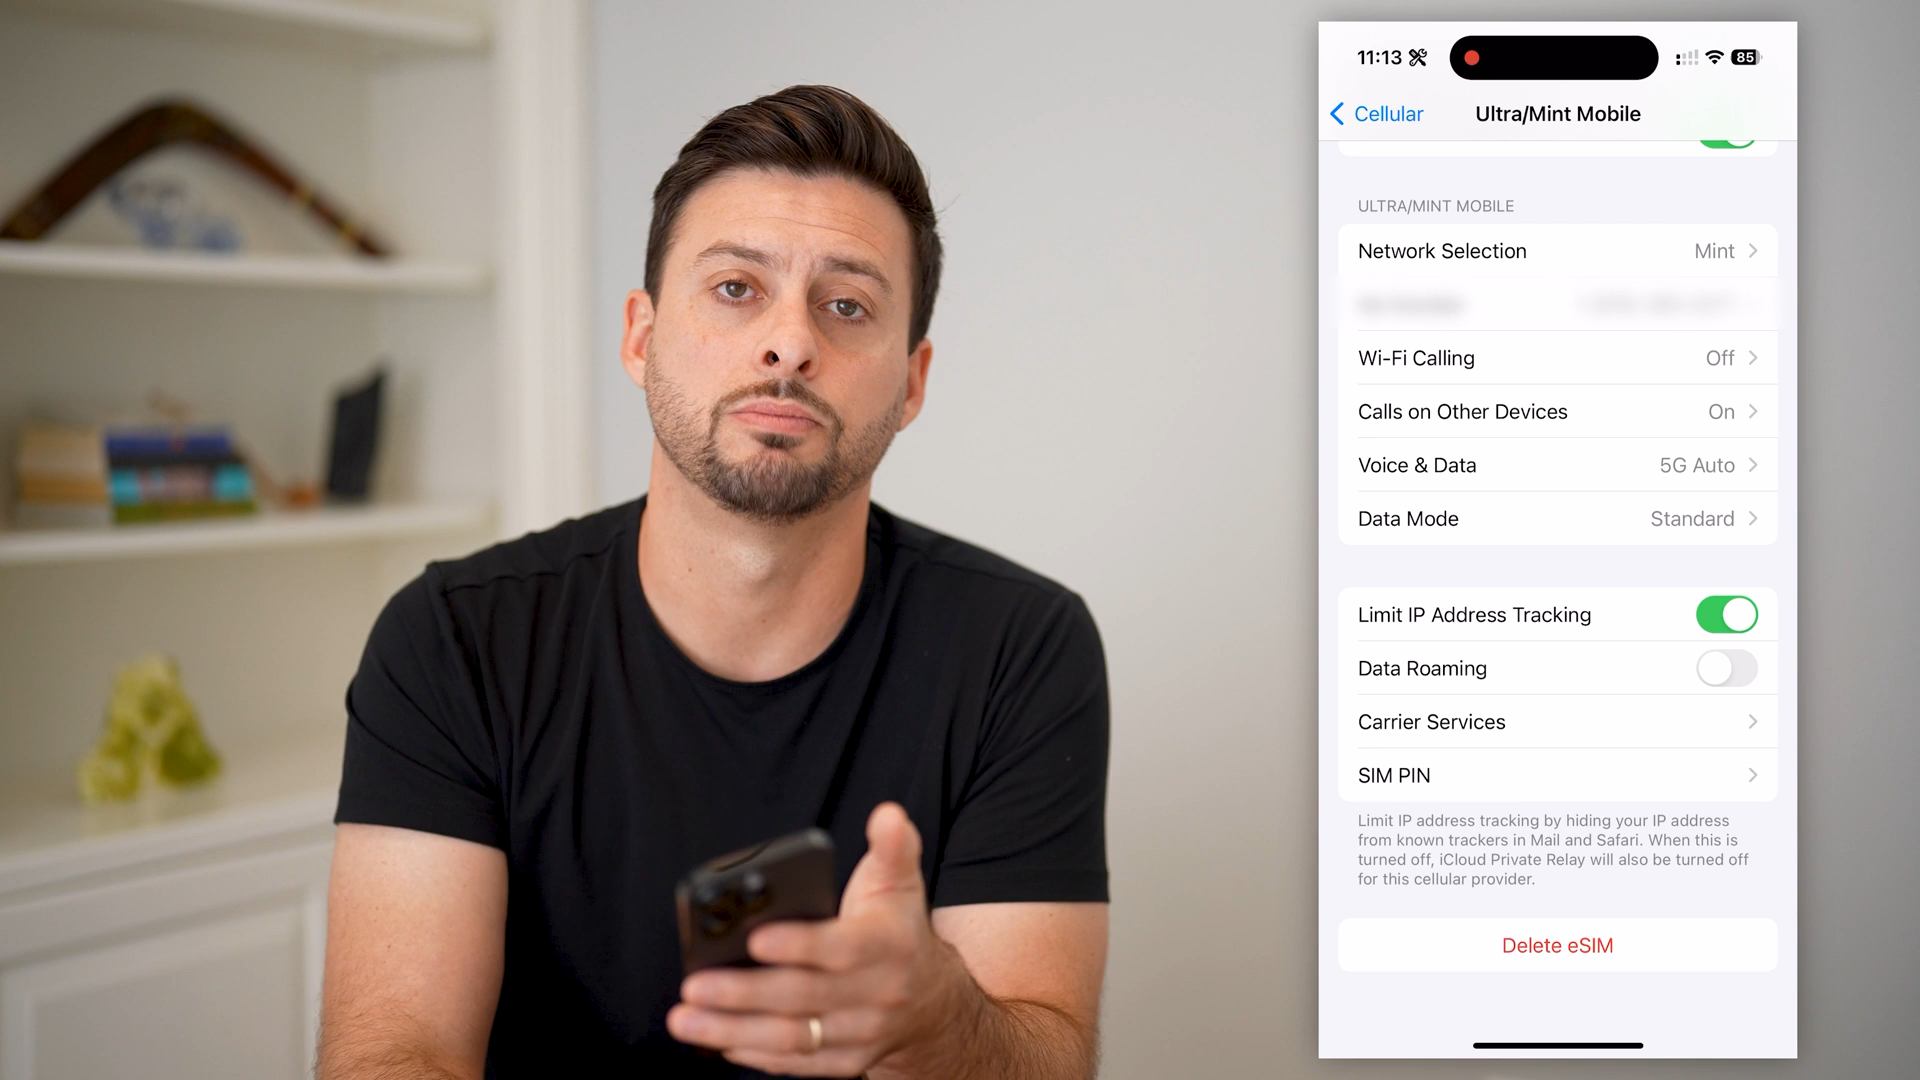 11:13
85
Cellular
Ultra/Mint Mobile
ULTRA/MINT MOBILE
Network Selection Mint
Wi-Fi Calling Off
Calls on Other Devices On
Voice & Data 5G Auto
Data Mode Standard
Limit IP Address Tracking
Data Roaming
Carrier Services
SIM PIN
Limit IP address tracking by hiding your IP address
from known trackers in Mail and Safari. When this is
turned off, iCloud Private Relay will also be turned off
for this cellular provider.
Delete eSIM